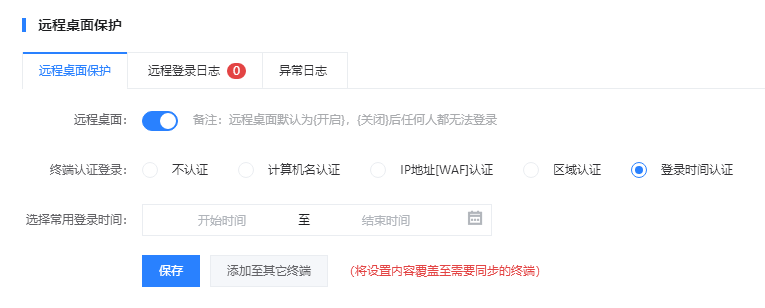 远程桌面保护
远程桌面保护 远程登录日志 0 异常日志
远程桌面： 备注：远程桌面默认为{开启}，{关闭}后任何人都无法登录
终端认证登录： 不认证 计算机名认证 IP地址[WAF]认证 区域认证 登录时间认证
选择常用登录时间： 开始时间 至 结束时间
保存 添加至其它终端 （将设置内容覆盖至需要同步的终端）